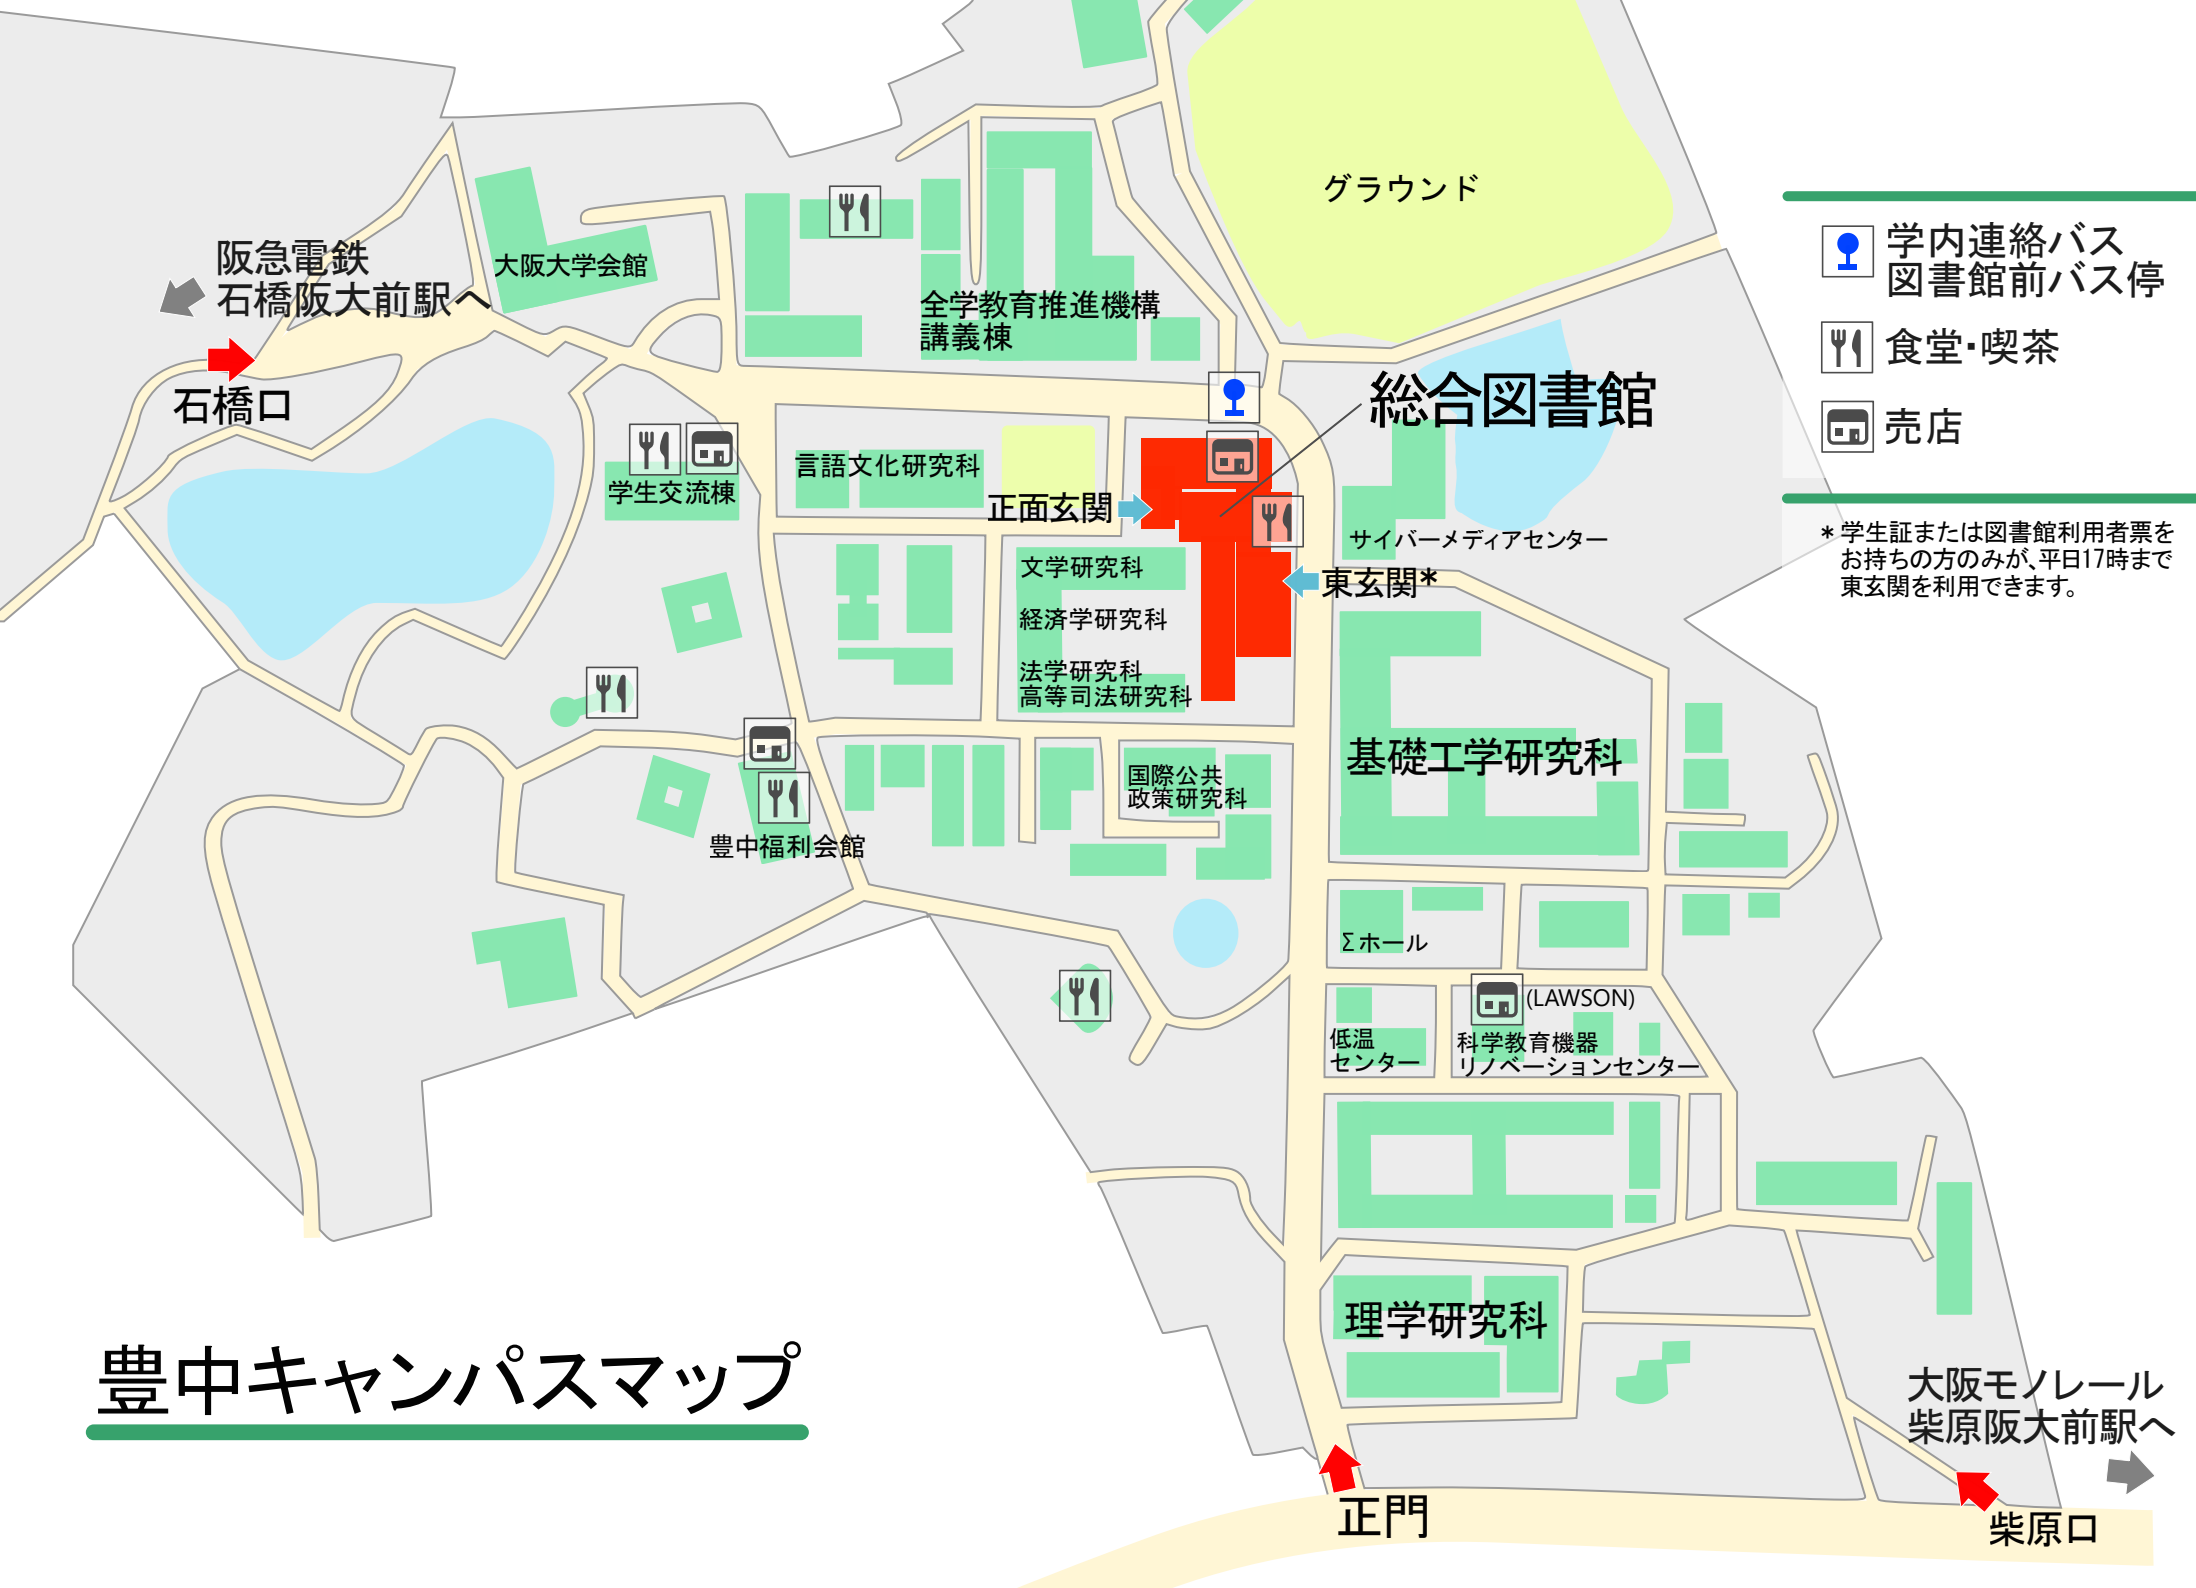 グラウンド
阪急電鉄
石橋阪大前駅へ
石橋口
大阪大学会館
全学教育推進機構
講義棟
総合図書館
学内連絡バス
図書館前バス停
食堂・喫茶
売店
*学生証または図書館利用者票を
お持ちの方のみが、平日17時まで
東玄関を利用できます。
言語文化研究科
学生交流棟
正面玄関
サイバーメディアセンター
東玄関*
文学研究科
経済学研究科
法学研究科
高等司法研究科
基礎工学研究科
国際公共
政策研究科
豊中福利会館
Σホール
(LAWSON)
低温
センター
科学教育機器
リノベーションセンター
理学研究科
豊中キャンパスマップ
大阪モノレール
柴原阪大前駅へ
正門
柴原口